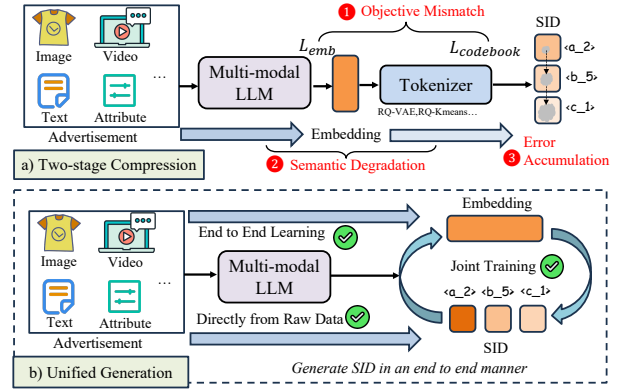 1 Objective Mismatch
SID
L_emb
L_codebook
<a_2>
Image
Video
...
Multi-modal
LLM
Tokenizer
<b_5>
Text
Attribute
RQ-VAE,RQ-Kmeans...
<c_1>
Advertisement
Embedding
3 Error
Accumulation
a) Two-stage Compression
2 Semantic Degradation
Embedding
End to End Learning
Image
Video
...
Multi-modal
LLM
Joint Training
<a_2> <b_5> <c_1>
Text
Attribute
Directly from Raw Data
Advertisement
SID
b) Unified Generation
Generate SID in an end to end manner